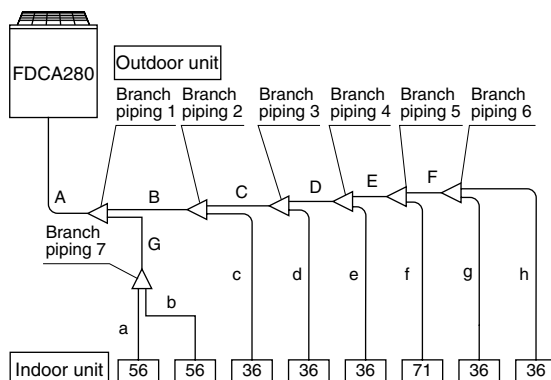 FDCA280
Outdoor unit
Branch
piping 1
Branch
piping 2
Branch
piping 3
Branch
piping 4
Branch
piping 5
Branch
piping 6
A
B
C
D
E
F
Branch
piping 7
G
a
b
c
d
e
f
g
h
Indoor unit
56
56
36
36
36
71
36
36